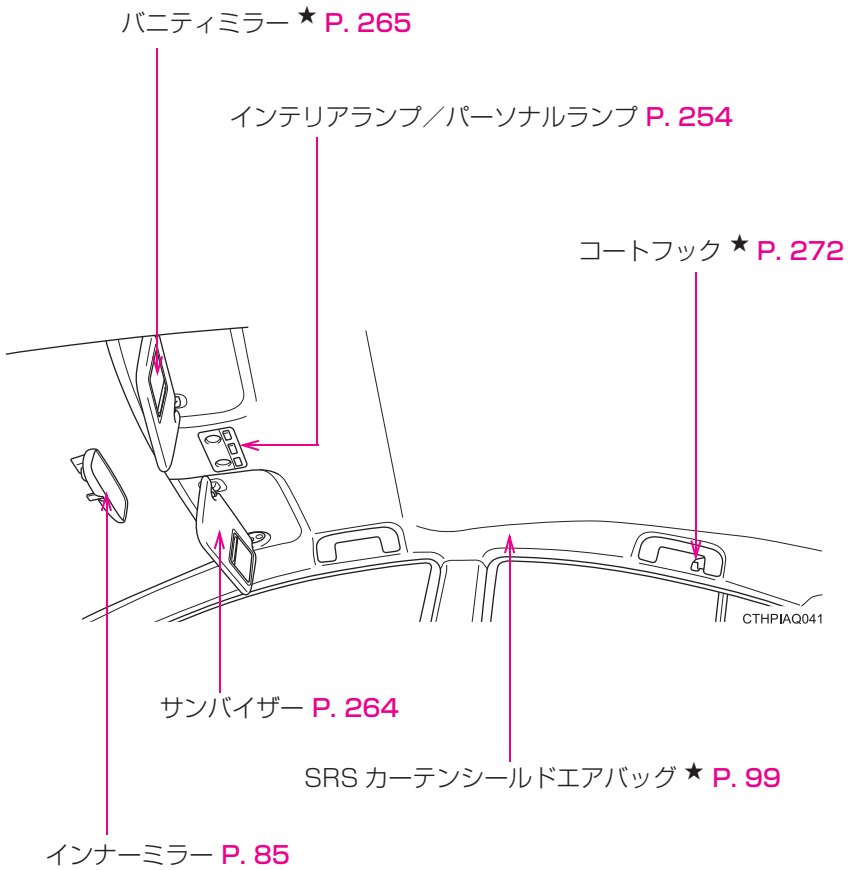 バニティミラー ★ P. 265
インテリアランプ／パーソナルランプ P. 254
コートフック ★ P. 272
CTHPIAQ041
サンバイザー P. 264
SRS カーテンシールドエアバッグ ★ P. 99
インナーミラー P. 85